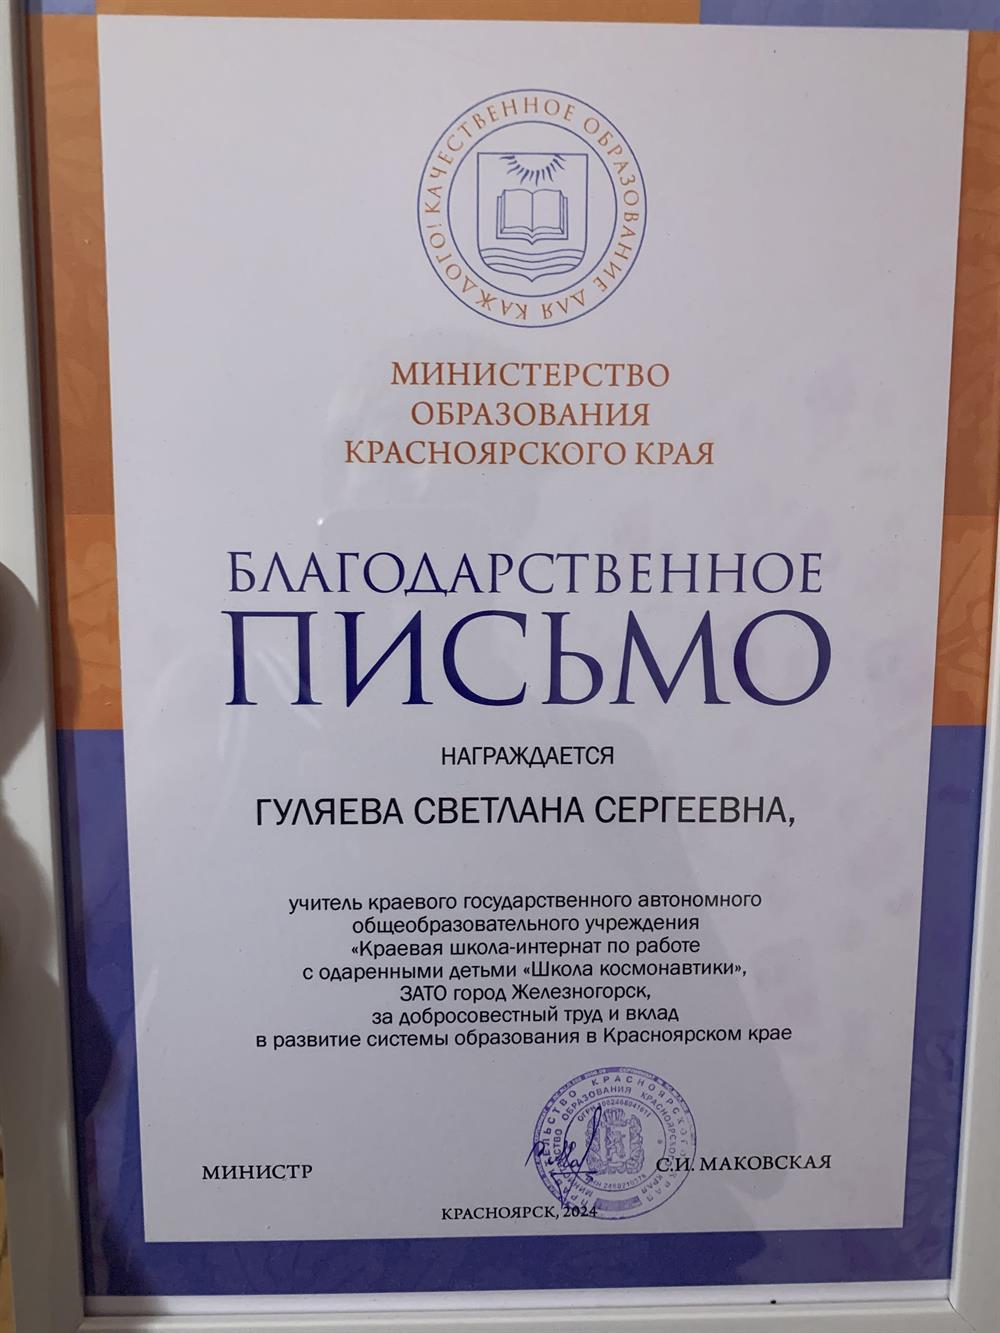 КАЧЕСТВЕННОЕ ОБРАЗОВАНИЕ ДЛЯ КАЖДОГО!
МИНИСТЕРСТВО
ОБРАЗОВАНИЯ
КРАСНОЯРСКОГО КРАЯ
БЛАГОДАРСТВЕННОЕ
ПИСЬМО
НАГРАЖДАЕТСЯ
ГУЛЯЕВА СВЕТЛАНА СЕРГЕЕВНА,
учитель краевого государственного автономного
общеобразовательного учреждения
«Краевая школа-интернат по работе
с одаренными детьми «Школа космонавтики»,
ЗАТО город Железногорск,
за добросовестный труд и вклад
в развитие системы образования в Красноярском крае
МИНИСТР
С.И. МАКОВСКАЯ
КРАСНОЯРСК, 2024